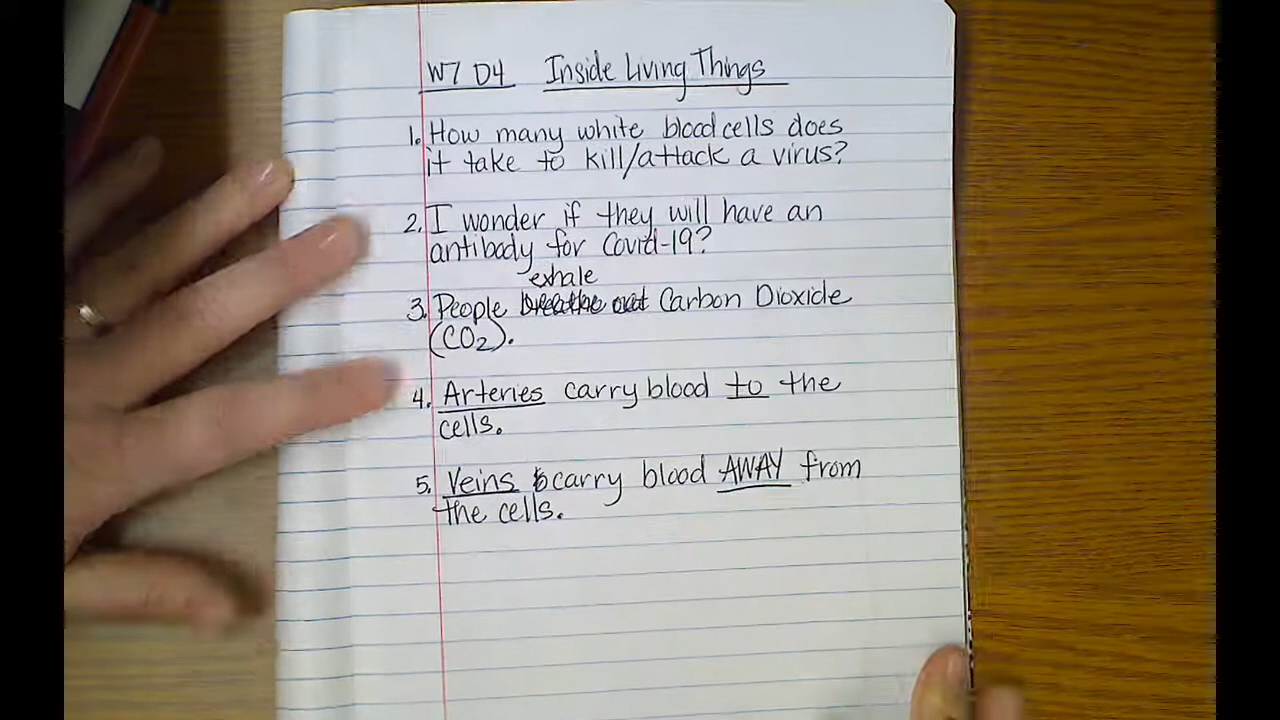 W7 D4 Inside Living Things
1. How many white blood cells does
it take to kill/attack a virus?
2. I wonder if they will have an
antibody for Covid-19?
exhale
3. People breathe out Carbon Dioxide
(CO₂).
4. Arteries carry blood to the
cells.
5. Veins carry blood AWAY from
the cells.